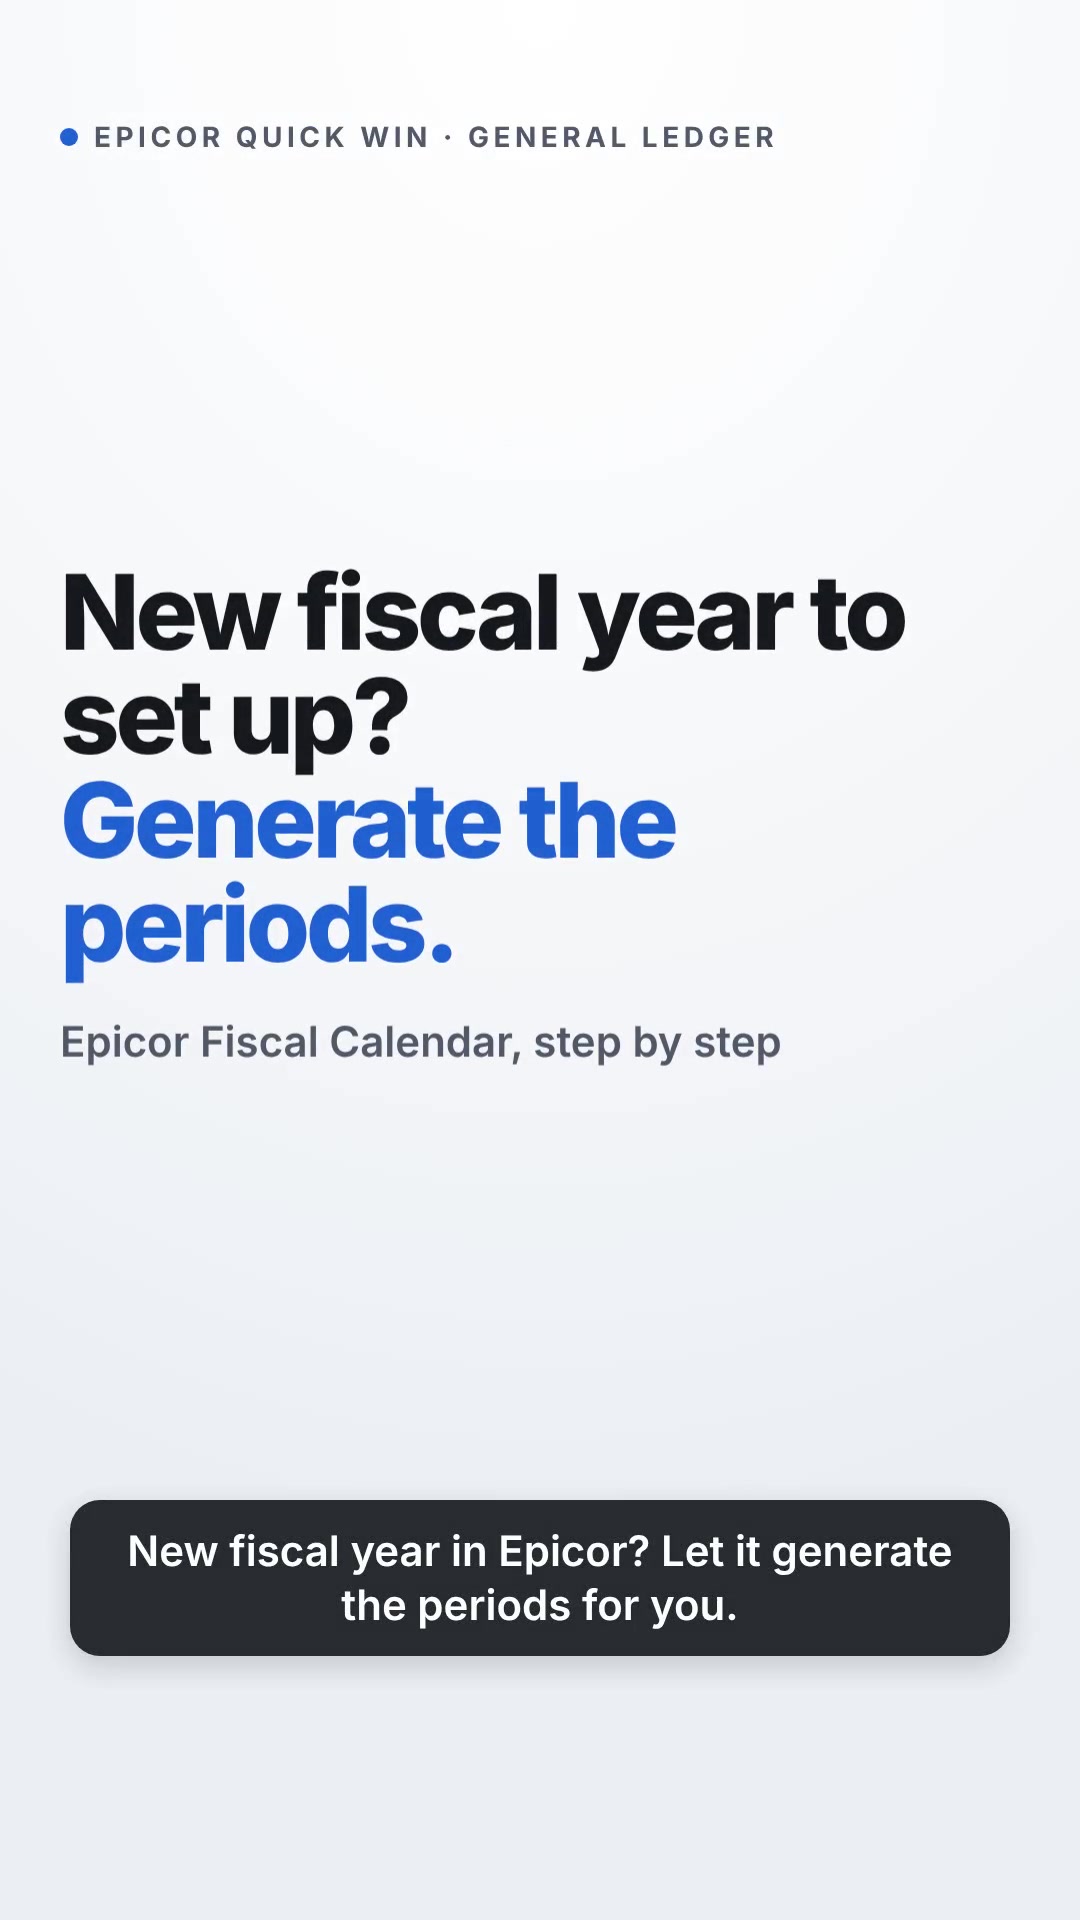 EPICOR QUICK WIN · GENERAL LEDGER
New fiscal year to
set up?
Generate the
periods.
Epicor Fiscal Calendar, step by step
New fiscal year in Epicor? Let it generate
the periods for you.